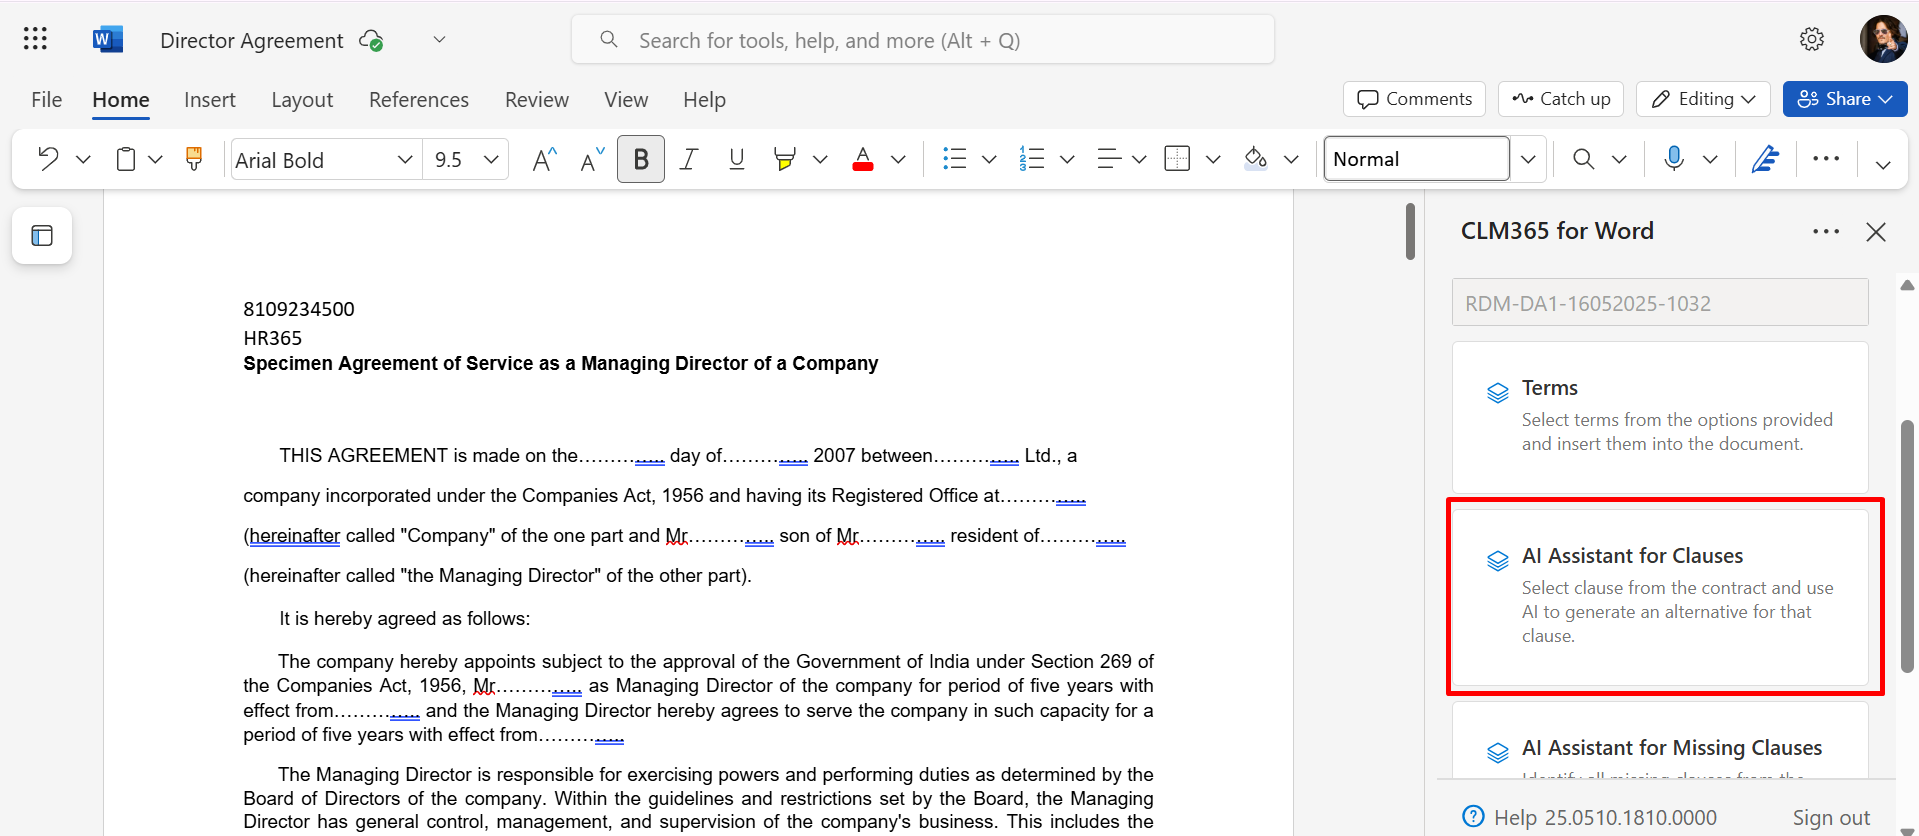 Director Agreement
Search for tools, help, and more (Alt + Q)
File Home Insert Layout References Review View Help
Comments Catch up Editing Share
Arial Bold 9.5 A A B I U A Normal
CLM365 for Word
RDM-DA1-16052025-1032
Terms
Select terms from the options provided
and insert them into the document.
AI Assistant for Clauses
Select clause from the contract and use
AI to generate an alternative for that
clause.
AI Assistant for Missing Clauses
Identify all missing clauses from the
Help 25.0510.1810.0000 Sign out
8109234500
HR365
Specimen Agreement of Service as a Managing Director of a Company
THIS AGREEMENT is made on the.............. day of.............. 2007 between.............. Ltd., a
company incorporated under the Companies Act, 1956 and having its Registered Office at..............
(hereinafter called "Company" of the one part and Mr.............. son of Mr.............. resident of..............
(hereinafter called "the Managing Director" of the other part).
It is hereby agreed as follows:
The company hereby appoints subject to the approval of the Government of India under Section 269 of
the Companies Act, 1956, Mr.............. as Managing Director of the company for period of five years with
effect from.............. and the Managing Director hereby agrees to serve the company in such capacity for a
period of five years with effect from..............
The Managing Director is responsible for exercising powers and performing duties as determined by the
Board of Directors of the company. Within the guidelines and restrictions set by the Board, the Managing
Director has general control, management, and supervision of the company's business. This includes the